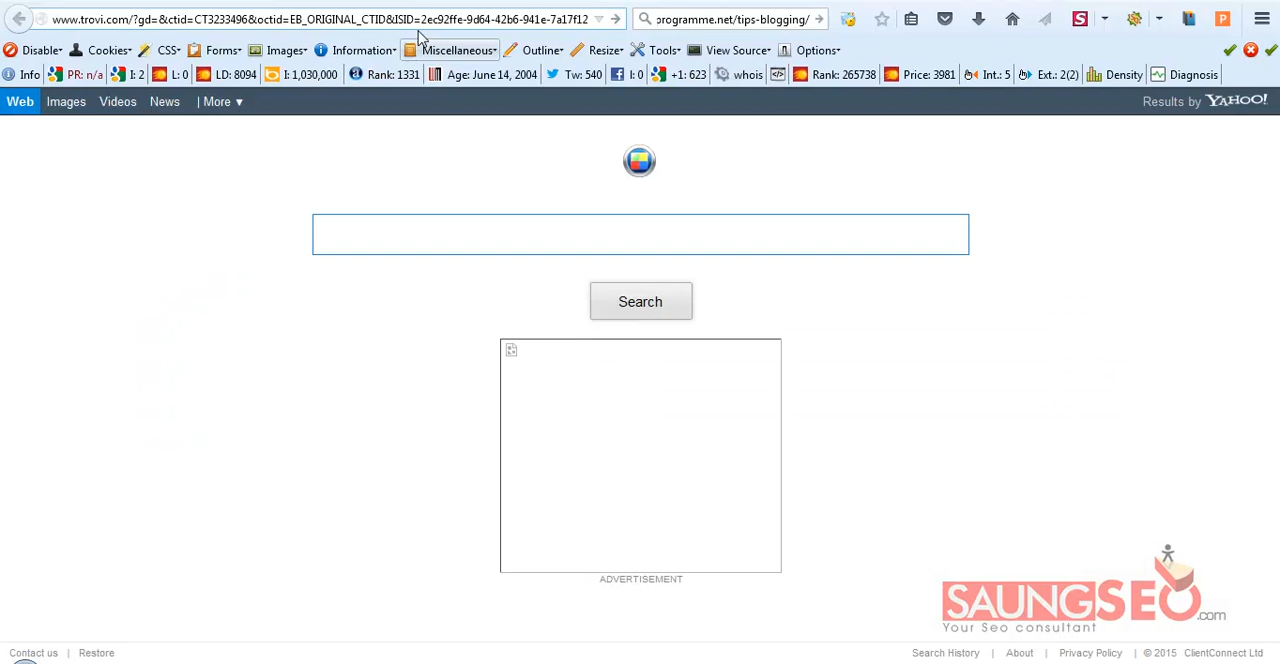 www.trovi.com/?gd=&ctid=CT3233496&octid=EB_ORIGINAL_CTID&ISID=2ec92ffe-9d64-42b6-941e-7a17f12 programme.net/tips-blogging/
Disable Cookies CSS Forms Images Information Miscellaneous Outline Resize Tools View Source Options
Info PR: n/a I: 2 L: 0 LD: 8094 I: 1,030,000 Rank: 1331 Age: June 14, 2004 Tw: 540 l: 0 +1: 623 whois Rank: 265738 Price: 3981 Int.: 5 Ext.: 2(2) Density Diagnosis
Web Images Videos News | More ▼ Results by YAHOO!
Search
ADVERTISEMENT
SAUNGSEO.com
Your Seo consultant
Contact us | Restore Search History | About | Privacy Policy | © 2015 ClientConnect Ltd